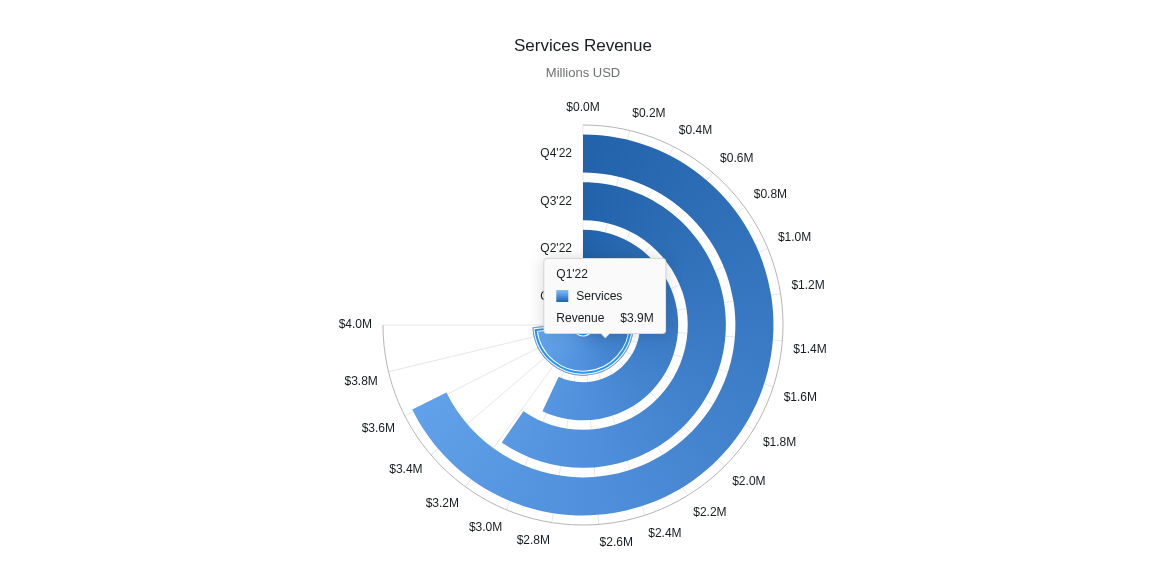 Services Revenue
Millions USD
$0.0M
$0.2M
$0.4M
$0.6M
$0.8M
$1.0M
$1.2M
$1.4M
$1.6M
$1.8M
$2.0M
$2.2M
$2.4M
$2.6M
$2.8M
$3.0M
$3.2M
$3.4M
$3.6M
$3.8M
$4.0M
Q4'22
Q3'22
Q2'22
Q1'22
Services
Revenue $3.9M